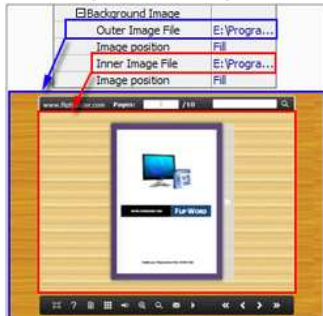 Background Image
Outer Image File E:\Progra...
Image position Fill
Inner Image File E:\Progra...
Image position Fill
Pages: /10
FLIP WORD